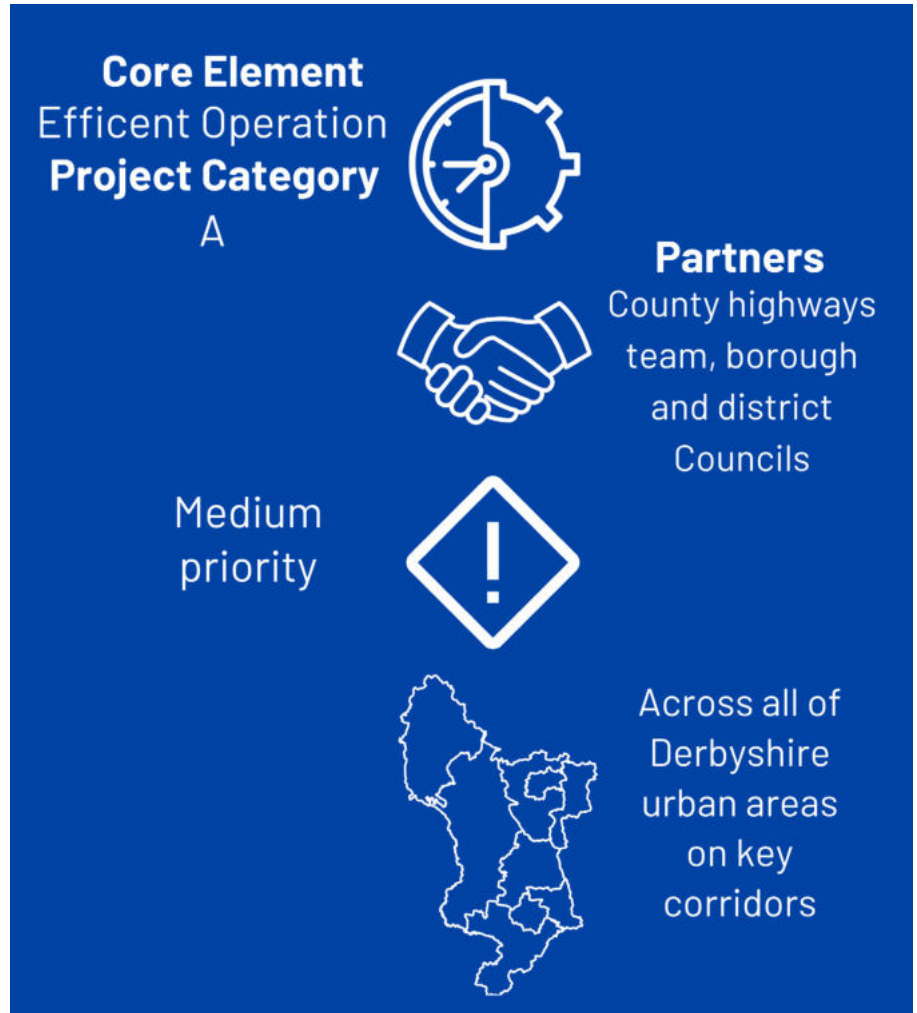 Core Element
Efficent Operation
Project Category
A
Partners
County highways
team, borough
and district
Councils
Medium
priority
!
Across all of
Derbyshire
urban areas
on key
corridors